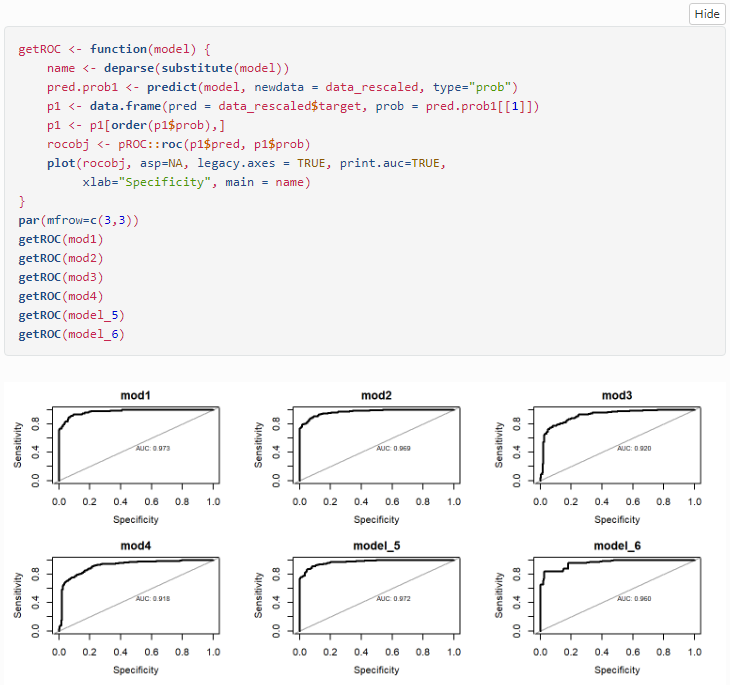 Hide
getROC <- function(model) {
    name <- deparse(substitute(model))
    pred.prob1 <- predict(model, newdata = data_rescaled, type="prob")
    p1 <- data.frame(pred = data_rescaled$target, prob = pred.prob1[[1]])
    p1 <- p1[order(p1$prob),]
    rocobj <- pROC::roc(p1$pred, p1$prob)
    plot(rocobj, asp=NA, legacy.axes = TRUE, print.auc=TRUE,
         xlab="Specificity", main = name)
}
par(mfrow=c(3,3))
getROC(mod1)
getROC(mod2)
getROC(mod3)
getROC(mod4)
getROC(model_5)
getROC(model_6)
mod1
Sensitivity
0.8
0.4
0.0
AUC: 0.973
0.0 0.2 0.4 0.6 0.8 1.0
Specificity
mod2
Sensitivity
0.8
0.4
0.0
AUC: 0.969
0.0 0.2 0.4 0.6 0.8 1.0
Specificity
mod3
Sensitivity
0.8
0.4
0.0
AUC: 0.920
0.0 0.2 0.4 0.6 0.8 1.0
Specificity
mod4
Sensitivity
0.8
0.4
0.0
AUC: 0.918
0.0 0.2 0.4 0.6 0.8 1.0
Specificity
model_5
Sensitivity
0.8
0.4
0.0
AUC: 0.972
0.0 0.2 0.4 0.6 0.8 1.0
Specificity
model_6
Sensitivity
0.8
0.4
0.0
AUC: 0.960
0.0 0.2 0.4 0.6 0.8 1.0
Specificity